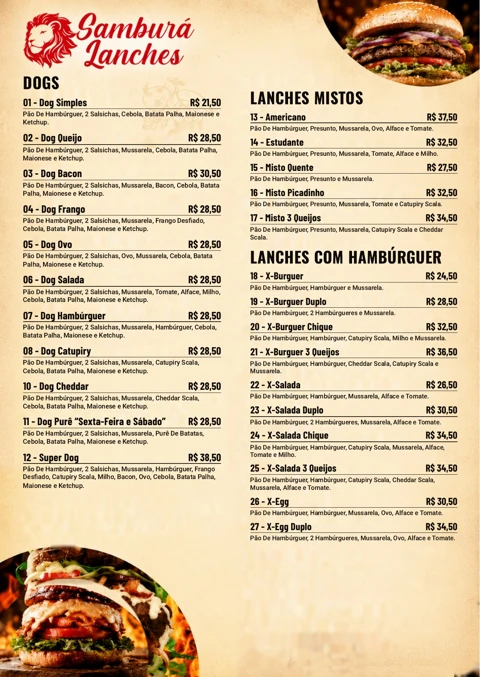 Samburá
Lanches
DOGS
01 - Dog Simples R$ 21,50
Pão De Hambúrguer, 2 Salsichas, Cebola, Batata Palha, Maionese e
Ketchup.
02 - Dog Queijo R$ 28,50
Pão De Hambúrguer, 2 Salsichas, Mussarela, Cebola, Batata Palha,
Maionese e Ketchup.
03 - Dog Bacon R$ 30,50
Pão De Hambúrguer, 2 Salsichas, Mussarela, Bacon, Cebola, Batata
Palha, Maionese e Ketchup.
04 - Dog Frango R$ 28,50
Pão De Hambúrguer, 2 Salsichas, Mussarela, Frango Desfiado,
Cebola, Batata Palha, Maionese e Ketchup.
05 - Dog Ovo R$ 28,50
Pão De Hambúrguer, 2 Salsichas, Ovo, Mussarela, Cebola, Batata
Palha, Maionese e Ketchup.
06 - Dog Salada R$ 28,50
Pão De Hambúrguer, 2 Salsichas, Mussarela, Tomate, Alface, Milho,
Cebola, Batata Palha, Maionese e Ketchup.
07 - Dog Hambúrguer R$ 28,50
Pão De Hambúrguer, 2 Salsichas, Mussarela, Hambúrguer, Cebola,
Batata Palha, Maionese e Ketchup.
08 - Dog Catupiry R$ 28,50
Pão De Hambúrguer, 2 Salsichas, Mussarela, Catupiry Scala,
Cebola, Batata Palha, Maionese e Ketchup.
10 - Dog Cheddar R$ 28,50
Pão De Hambúrguer, 2 Salsichas, Mussarela, Cheddar Scala,
Cebola, Batata Palha, Maionese e Ketchup.
11 - Dog Purê “Sexta-Feira e Sábado” R$ 28,50
Pão De Hambúrguer, 2 Salsichas, Mussarela, Purê De Batatas,
Cebola, Batata Palha, Maionese e Ketchup.
12 - Super Dog R$ 38,50
Pão De Hambúrguer, 2 Salsichas, Mussarela, Hambúrguer, Frango
Desfiado, Catupiry Scala, Milho, Bacon, Ovo, Cebola, Batata Palha,
Maionese e Ketchup.
LANCHES MISTOS
13 - Americano R$ 37,50
Pão De Hambúrguer, Presunto, Mussarela, Ovo, Alface e Tomate.
14 - Estudante R$ 32,50
Pão De Hambúrguer, Presunto, Mussarela, Tomate, Alface e Milho.
15 - Misto Quente R$ 27,50
Pão De Hambúrguer, Presunto e Mussarela.
16 - Misto Picadinho R$ 32,50
Pão De Hambúrguer, Presunto, Mussarela, Tomate e Catupiry Scala.
17 - Misto 3 Queijos R$ 34,50
Pão De Hambúrguer, Presunto, Mussarela, Catupiry Scala e Cheddar
Scala.
LANCHES COM HAMBÚRGUER
18 - X-Burguer R$ 24,50
Pão De Hambúrguer, Hambúrguer e Mussarela.
19 - X-Burguer Duplo R$ 28,50
Pão De Hambúrguer, 2 Hambúrgueres e Mussarela.
20 - X-Burguer Chique R$ 32,50
Pão De Hambúrguer, Hambúrguer, Catupiry Scala, Milho e Mussarela.
21 - X-Burguer 3 Queijos R$ 36,50
Pão De Hambúrguer, Hambúrguer, Cheddar Scala, Catupiry Scala e
Mussarela.
22 - X-Salada R$ 26,50
Pão De Hambúrguer, Hambúrguer, Mussarela, Alface e Tomate.
23 - X-Salada Duplo R$ 30,50
Pão De Hambúrguer, 2 Hambúrgueres, Mussarela, Alface e Tomate.
24 - X-Salada Chique R$ 34,50
Pão De Hambúrguer, Hambúrguer, Catupiry Scala, Mussarela, Alface,
Tomate e Milho.
25 - X-Salada 3 Queijos R$ 34,50
Pão De Hambúrguer, Hambúrguer, Catupiry Scala, Cheddar Scala,
Mussarela, Alface e Tomate.
26 - X-Egg R$ 30,50
Pão De Hambúrguer, Hambúrguer, Mussarela, Ovo, Alface e Tomate.
27 - X-Egg Duplo R$ 34,50
Pão De Hambúrguer, 2 Hambúrgueres, Mussarela, Ovo, Alface e Tomate.